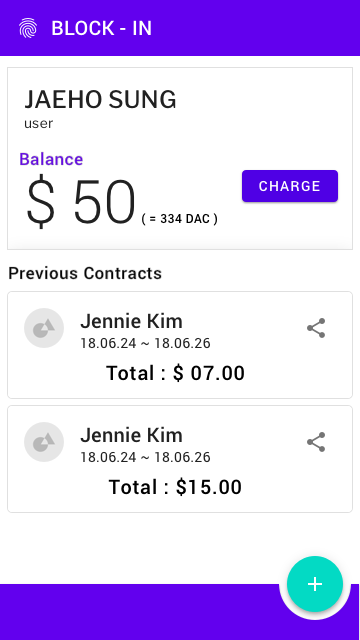 BLOCK - IN
JAEHO SUNG
user
Balance
$ 50 ( = 334 DAC )
CHARGE
Previous Contracts
Jennie Kim
18.06.24 ~ 18.06.26
Total : $ 07.00
Jennie Kim
18.06.24 ~ 18.06.26
Total : $15.00